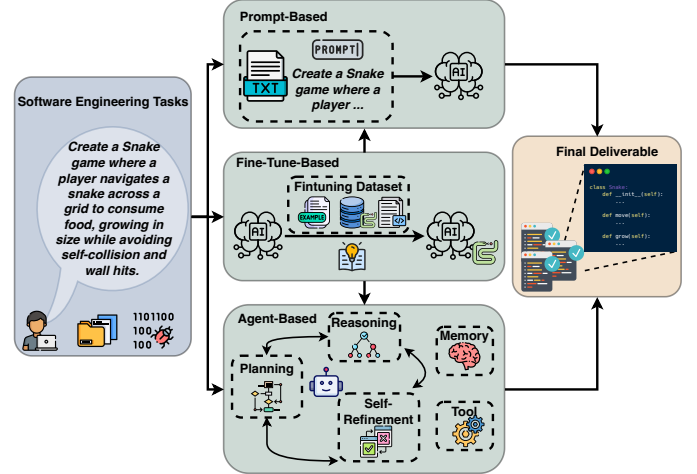 Software Engineering Tasks
Create a Snake
game where a
player navigates a
snake across a
grid to consume
food, growing in
size while avoiding
self-collision and
wall hits.
1101100
100
100
Prompt-Based
PROMPT
TXT
Create a Snake
game where a
player ...
AI
Fine-Tune-Based
Fintuning Dataset
EXAMPLE
AI
AI
Agent-Based
Reasoning
Planning
Self-
Refinement
Memory
Tool
Final Deliverable
class Snake:
def __init__(self):
...
def move(self):
...
def grow(self):
...